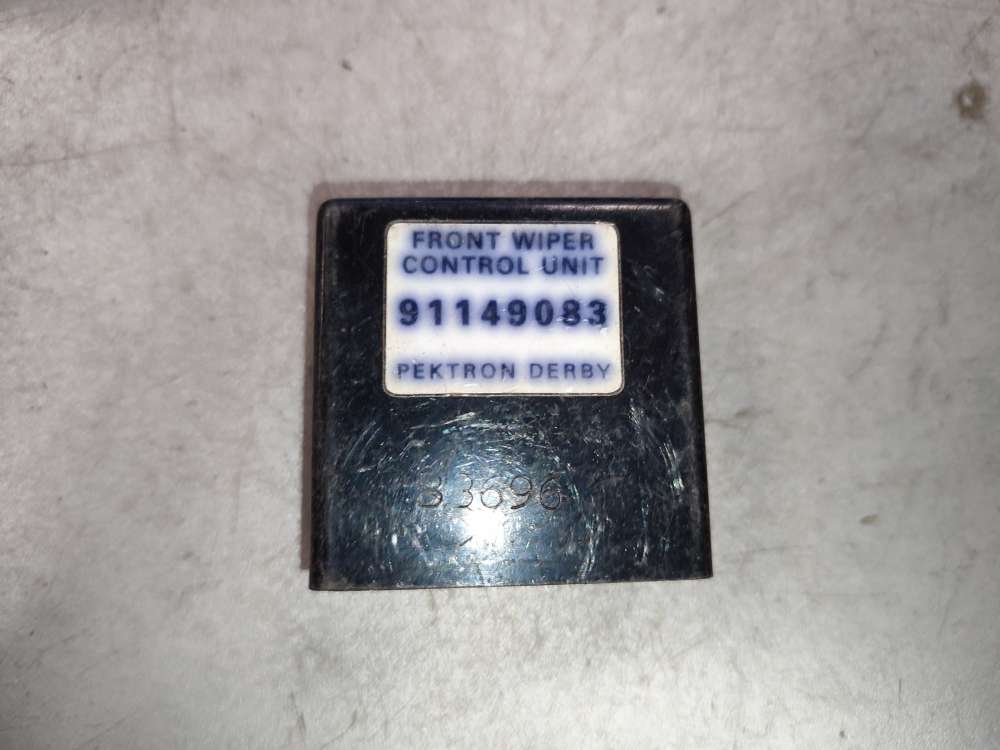 FRONT WIPER
CONTROL UNIT
91149083
PEKTRON DERBY
33696